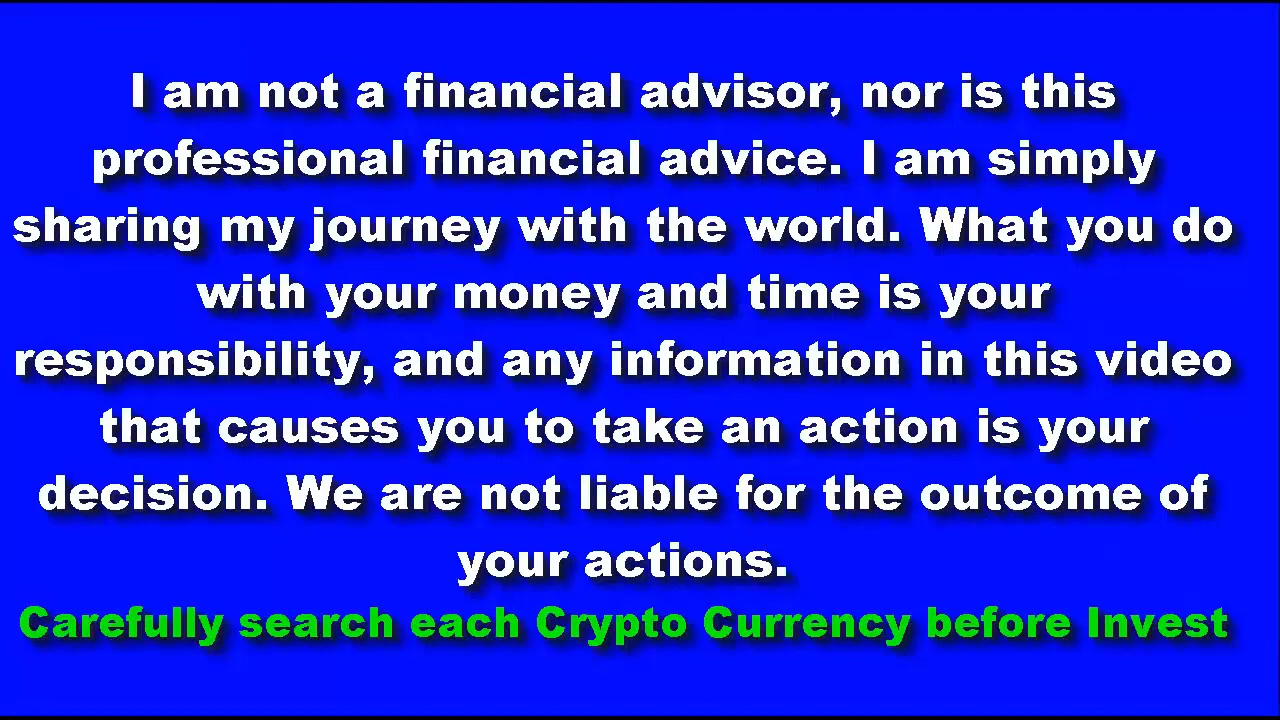 I am not a financial advisor, nor is this
professional financial advice. I am simply
sharing my journey with the world. What you do
with your money and time is your
responsibility, and any information in this video
that causes you to take an action is your
decision. We are not liable for the outcome of
your actions.
Carefully search each Crypto Currency before Invest